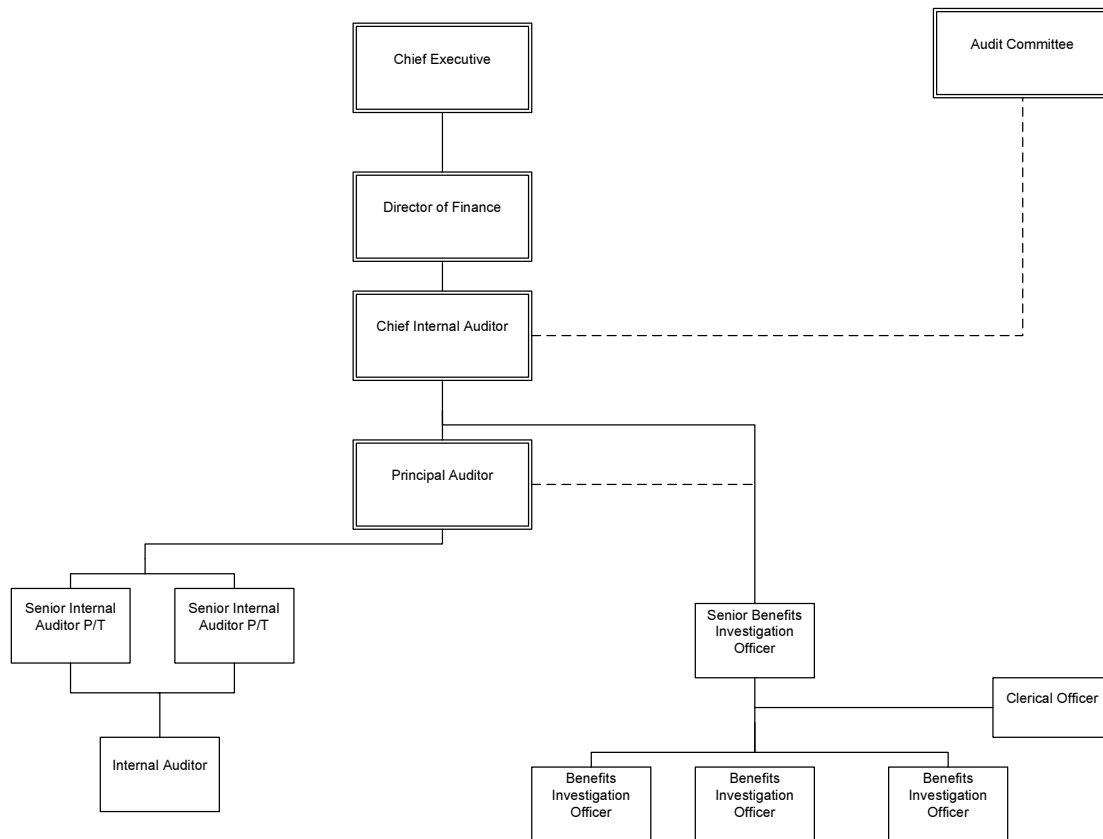 Chief Executive
Audit Committee
Director of Finance
Chief Internal Auditor
Principal Auditor
Senior Internal
Auditor P/T
Senior Internal
Auditor P/T
Senior Benefits
Investigation
Officer
Clerical Officer
Internal Auditor
Benefits
Investigation
Officer
Benefits
Investigation
Officer
Benefits
Investigation
Officer